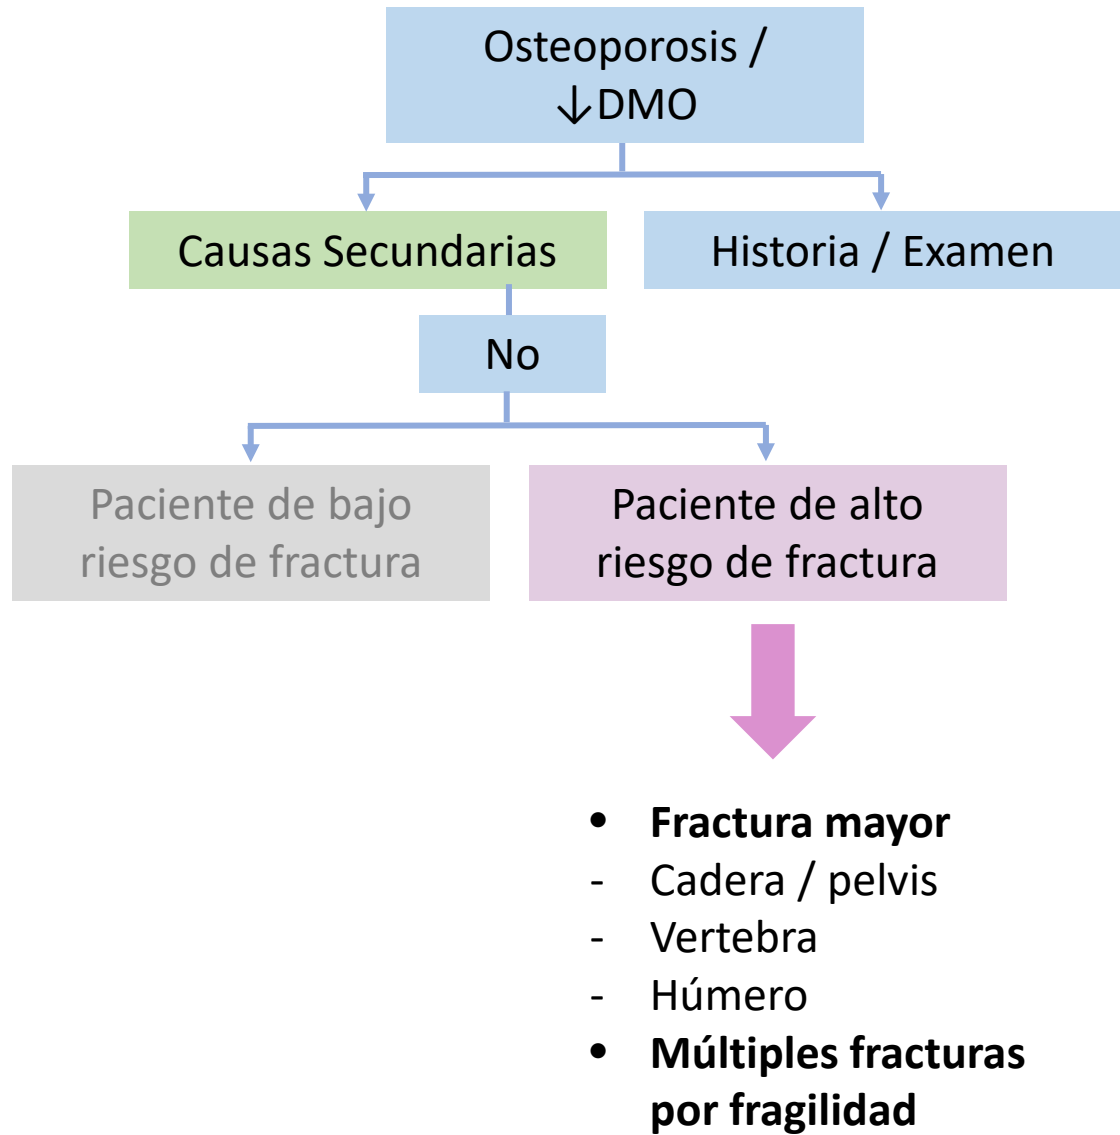 Osteoporosis /
↓DMO
Causas Secundarias
Historia / Examen
No
Paciente de bajo
riesgo de fractura
Paciente de alto
riesgo de fractura
• Fractura mayor
- Cadera / pelvis
- Vertebra
- Húmero
• Múltiples fracturas
por fragilidad